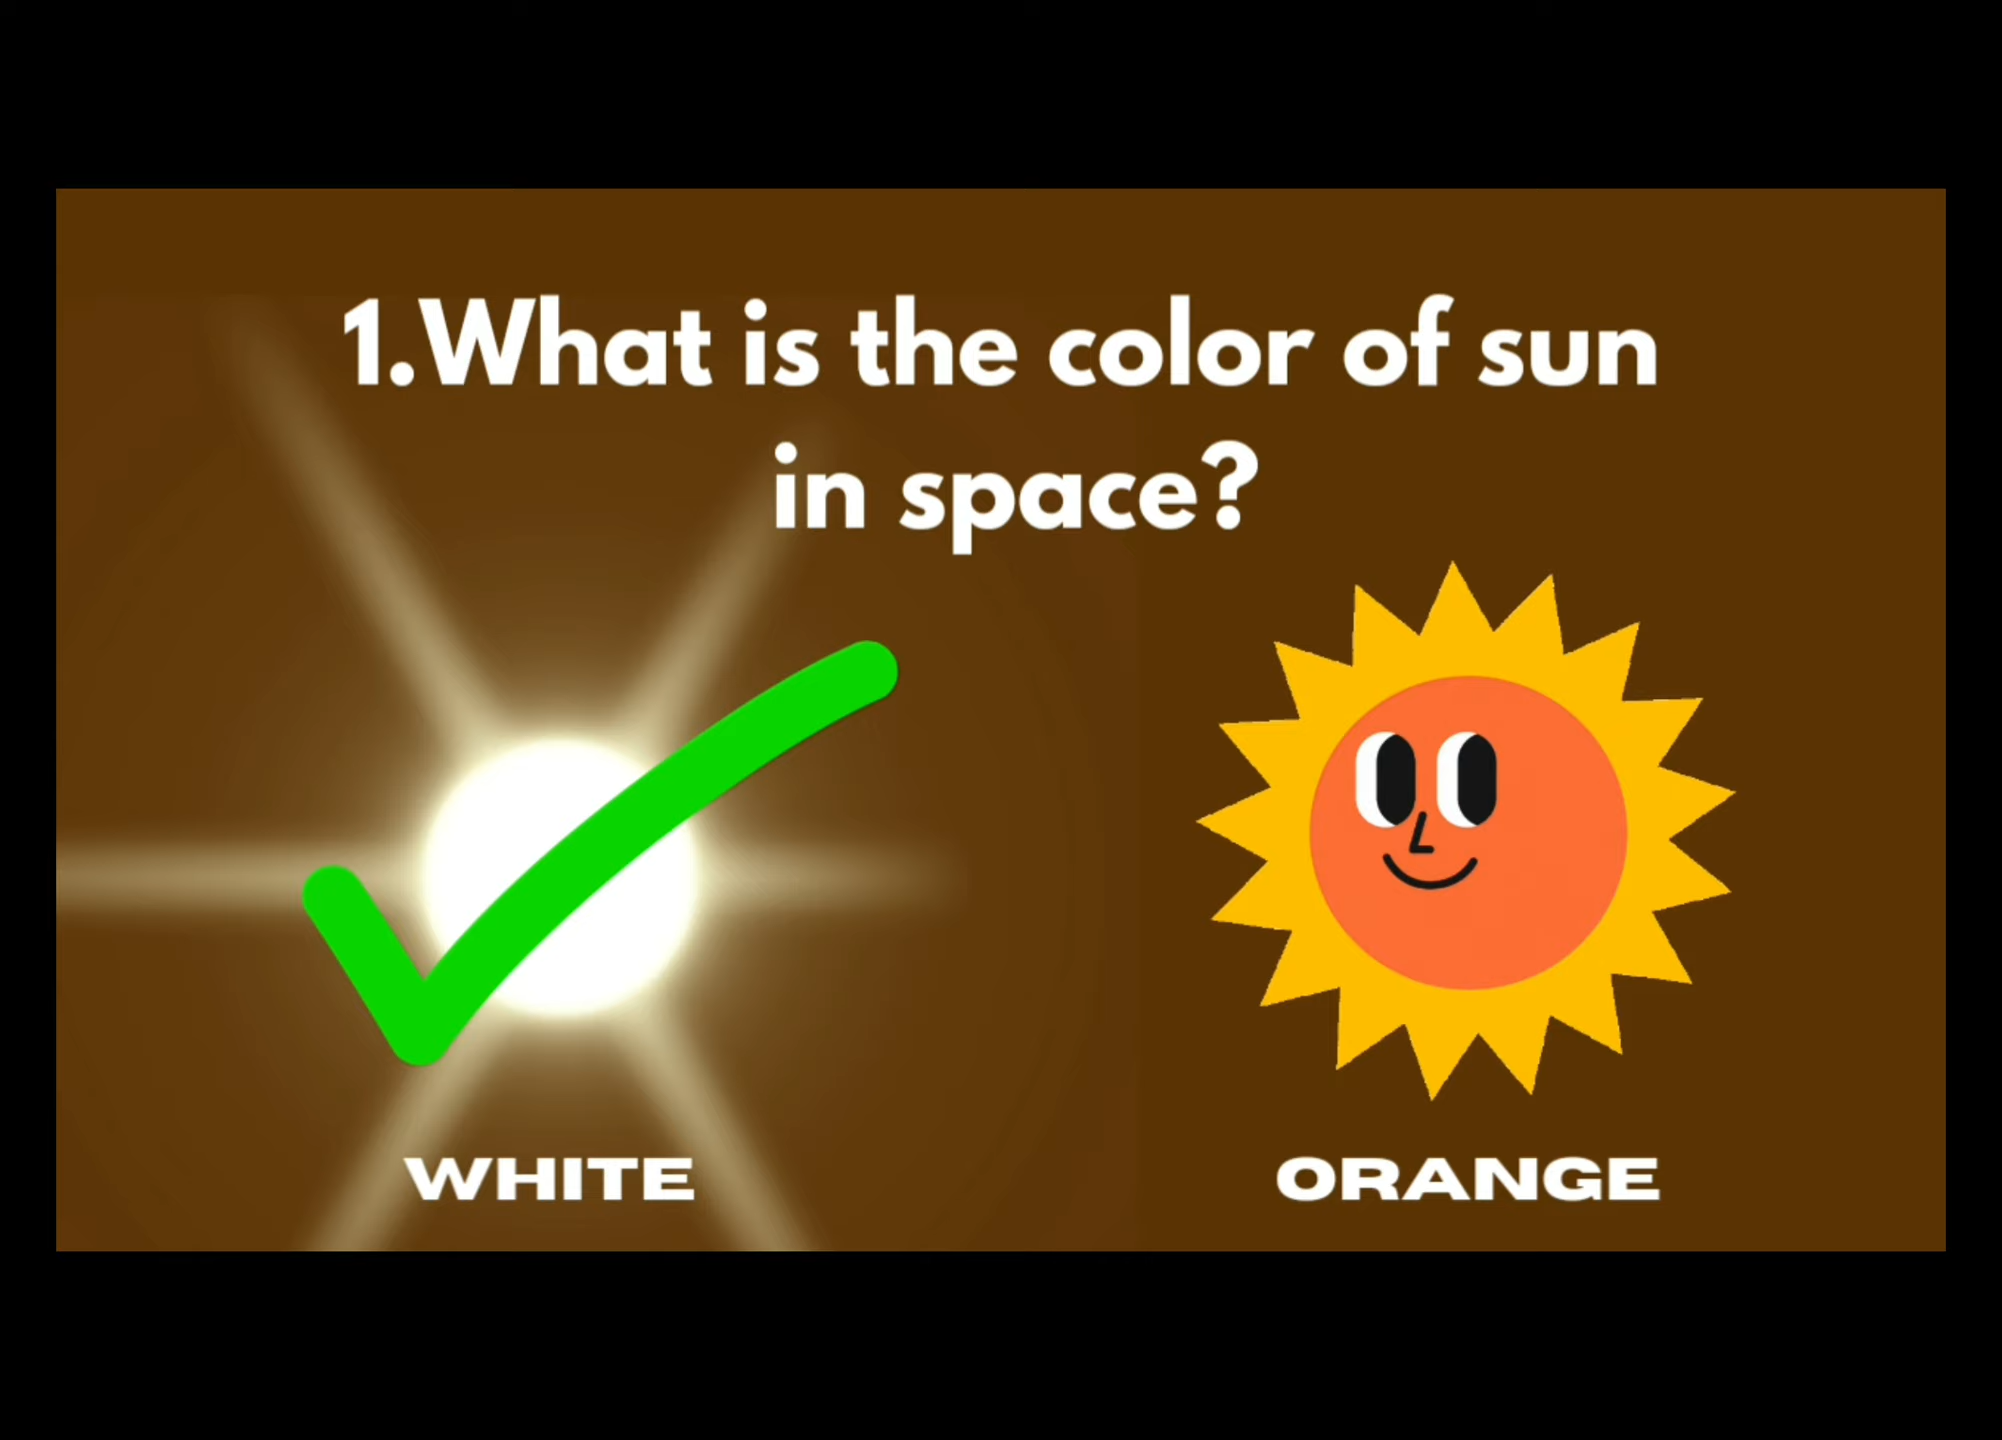 1.What is the color of sun
in space?
WHITE
ORANGE